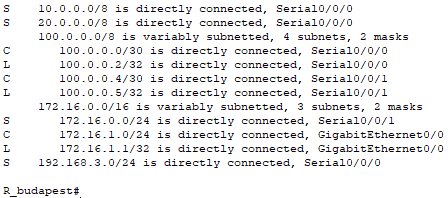 S    10.0.0.0/8 is directly connected, Serial0/0/0
S    20.0.0.0/8 is directly connected, Serial0/0/0
     100.0.0.0/8 is variably subnetted, 4 subnets, 2 masks
C       100.0.0.0/30 is directly connected, Serial0/0/0
L       100.0.0.2/32 is directly connected, Serial0/0/0
C       100.0.0.4/30 is directly connected, Serial0/0/1
L       100.0.0.5/32 is directly connected, Serial0/0/1
     172.16.0.0/16 is variably subnetted, 3 subnets, 2 masks
S       172.16.0.0/24 is directly connected, Serial0/0/1
C       172.16.1.0/24 is directly connected, GigabitEthernet0/0
L       172.16.1.1/32 is directly connected, GigabitEthernet0/0
S    192.168.3.0/24 is directly connected, Serial0/0/0
R_budapest#